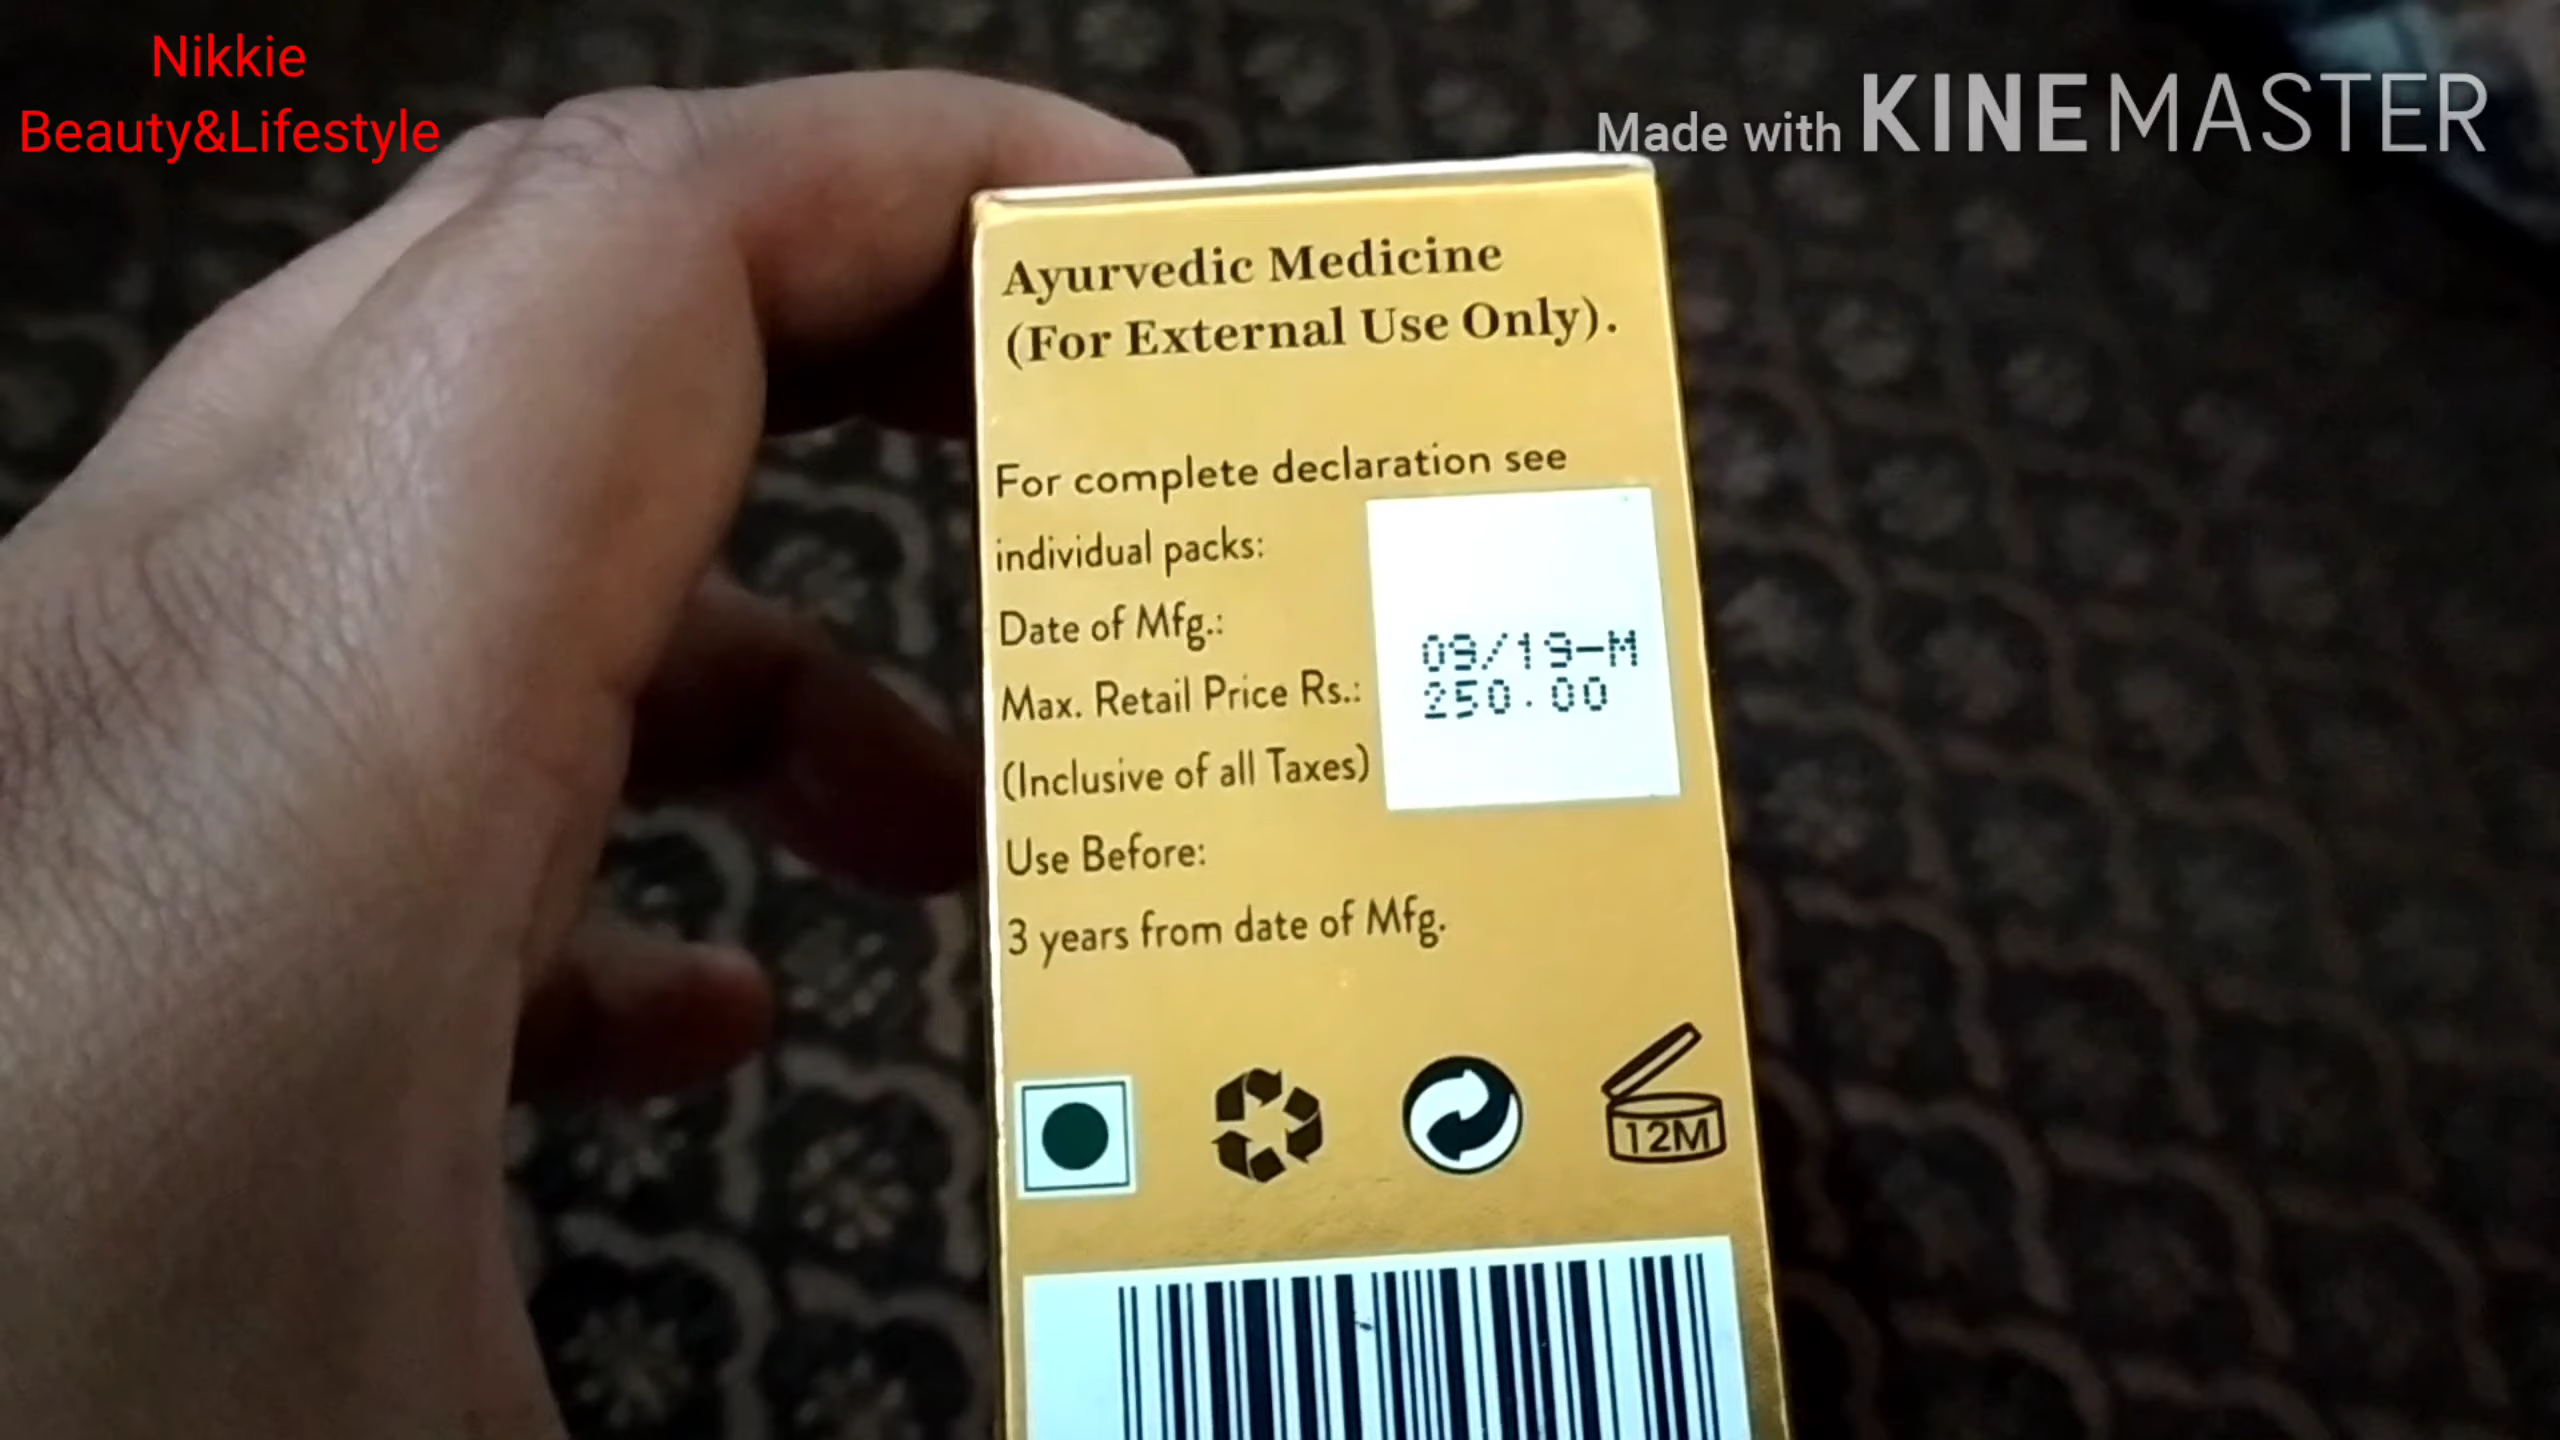 Nikkie
Beauty&Lifestyle
Made with KINEMASTER
Ayurvedic Medicine
(For External Use Only).
For complete declaration see
individual packs:
Date of Mfg.: 09/19-M
Max. Retail Price Rs.: 250.00
(Inclusive of all Taxes)
Use Before:
3 years from date of Mfg.
12M